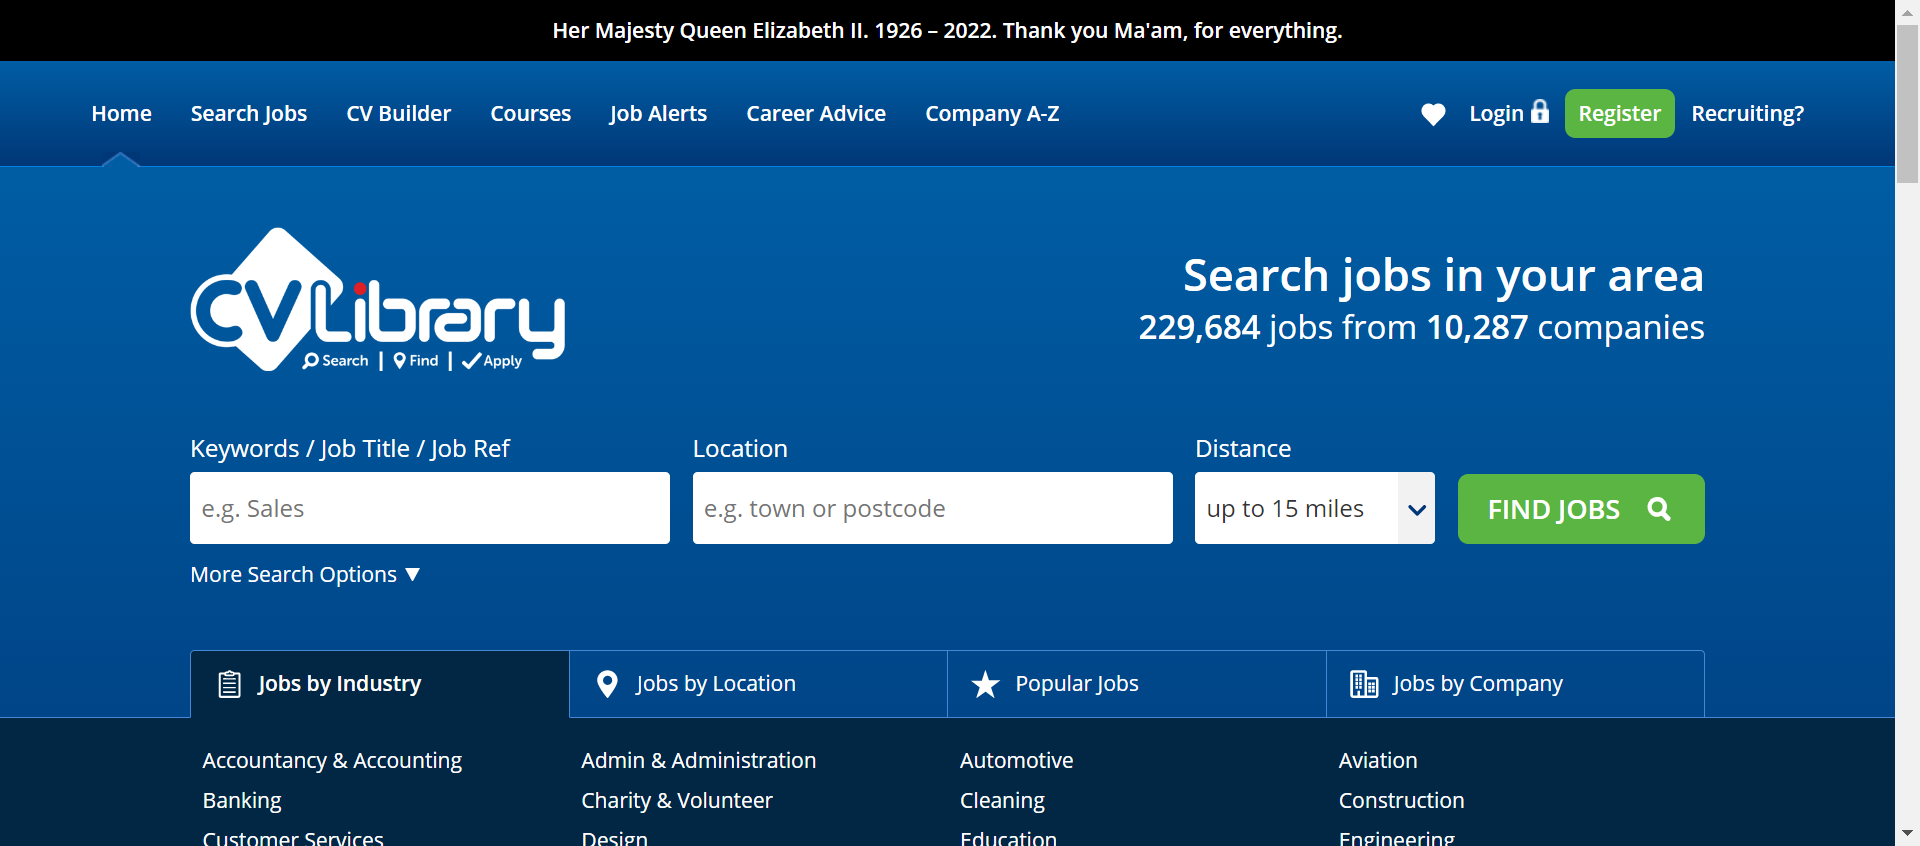 Her Majesty Queen Elizabeth II. 1926 – 2022. Thank you Ma'am, for everything.
Home Search Jobs CV Builder Courses Job Alerts Career Advice Company A-Z Login Register Recruiting?
CVLibrary
Search | Find | Apply
Search jobs in your area
229,684 jobs from 10,287 companies
Keywords / Job Title / Job Ref Location Distance
e.g. Sales e.g. town or postcode up to 15 miles FIND JOBS
More Search Options ▼
Jobs by Industry Jobs by Location Popular Jobs Jobs by Company
Accountancy & Accounting Admin & Administration Automotive Aviation
Banking Charity & Volunteer Cleaning Construction
Customer Services Design Education Engineering